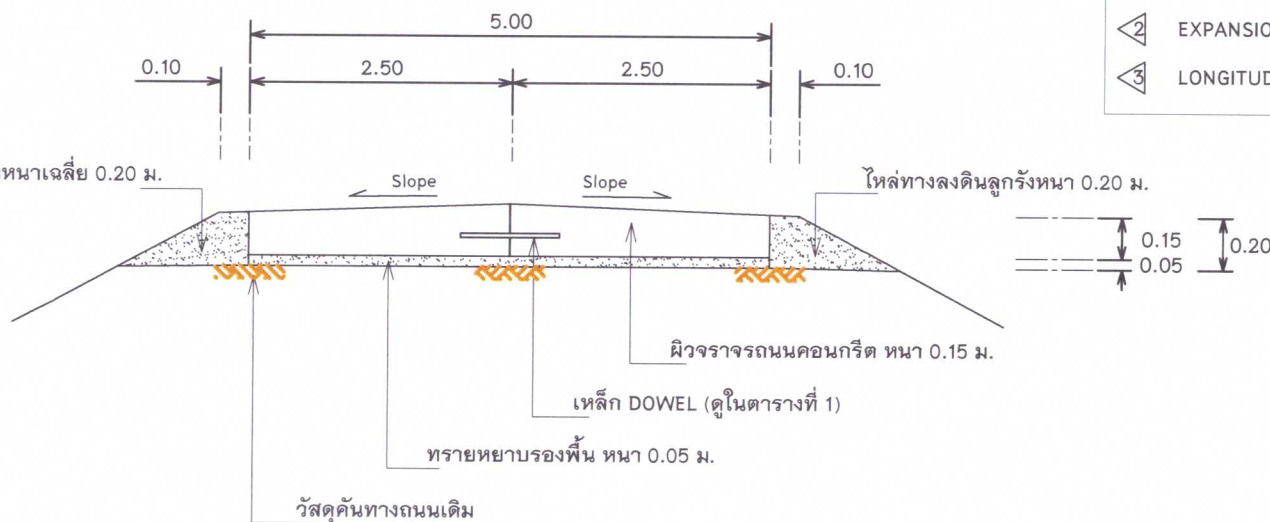 5.00
2 EXPANSIO
0.10 2.50 2.50 0.10
3 LONGITUD
หนาเฉลี่ย 0.20 ม.
Slope Slope
ไหล่ทางลงดินลูกรังหนา 0.20 ม.
0.15
0.20
0.05
ผิวจราจรถนนคอนกรีต หนา 0.15 ม.
เหล็ก DOWEL (ดูในตารางที่ 1)
ทรายหยาบรองพื้น หนา 0.05 ม.
วัสดุคันทางถนนเดิม